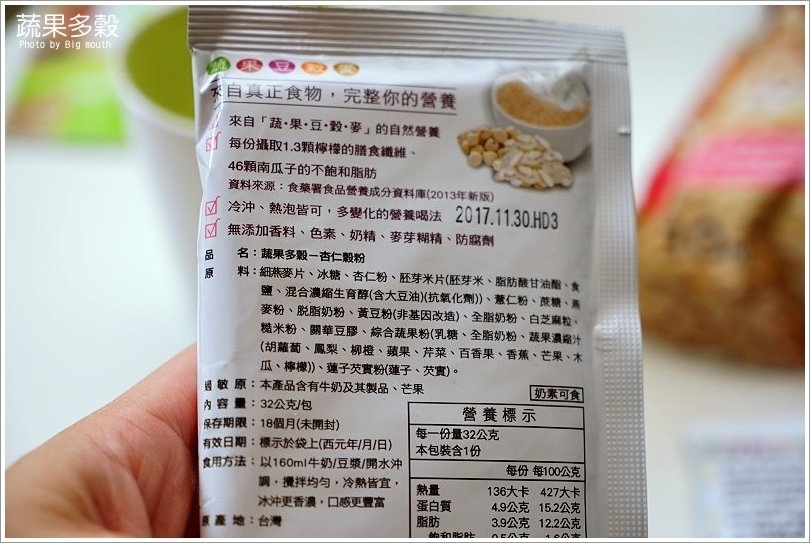 蔬果多穀
Photo by Big mouth
蔬果豆穀麥
來自真正食物，完整你的營養
來自「蔬·果·豆·穀·麥」的自然營養
每份攝取1.3顆檸檬的膳食纖維、
46顆南瓜子的不飽和脂肪
資料來源：食藥署食品營養成分資料庫(2013年新版)
冷沖、熱泡皆可，多變化的營養喝法
2017.11.30.HD3
無添加香料、色素、奶精、麥芽糊精、防腐劑
品　名：蔬果多穀－杏仁穀粉
原　料：細燕麥片、冰糖、杏仁粉、胚芽米片(胚芽米、脂肪酸甘油酯、食
鹽、混合濃縮生育醇(含大豆油)(抗氧化劑))、薏仁粉、蔗糖、燕
麥粉、脫脂奶粉、黃豆粉(非基因改造)、全脂奶粉、白芝麻粒、
糙米粉、關華豆膠、綜合蔬果粉(乳糖、全脂奶粉、蔬果濃縮汁
(胡蘿蔔、鳳梨、柳橙、蘋果、芹菜、百香果、香蕉、芒果、木
瓜、檸檬))、蓮子芡實粉(蓮子、芡實)。
過敏原：本產品含有牛奶及其製品、芒果
奶素可食
內容量：32公克/包
保存期限：18個月(未開封)
有效日期：標示於袋上(西元年/月/日)
食用方法：以160ml牛奶/豆漿/開水沖
調，攪拌均勻，冷熱皆宜，
冰沖更香濃，口感更豐富
原產地：台灣
營養標示
每一份量32公克
本包裝含1份
每份 每100公克
熱量 136大卡 427大卡
蛋白質 4.9公克 15.2公克
脂肪 3.9公克 12.2公克
飽和脂肪 0.5公克 1.6公克